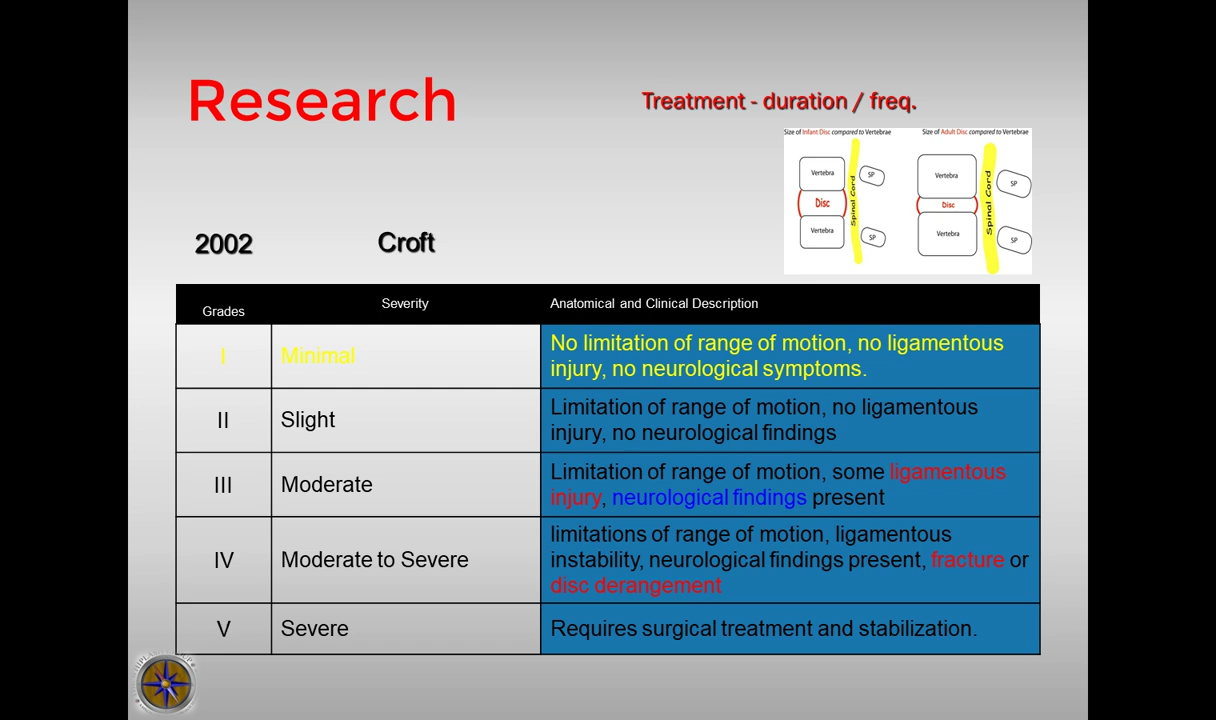 Research
Treatment - duration / freq.
Size of Infant Disc compared to Vertebrae
Size of Adult Disc compared to Vertebrae
Vertebra
Disc
Vertebra
Spinal Cord
SP
SP
Vertebra
Disc
Vertebra
Spinal Cord
SP
SP
2002
Croft
Grades
Severity
Anatomical and Clinical Description
I
Minimal
No limitation of range of motion, no ligamentous
injury, no neurological symptoms.
II
Slight
Limitation of range of motion, no ligamentous
injury, no neurological findings
III
Moderate
Limitation of range of motion, some ligamentous
injury, neurological findings present
IV
Moderate to Severe
limitations of range of motion, ligamentous
instability, neurological findings present, fracture or
disc derangement
V
Severe
Requires surgical treatment and stabilization.